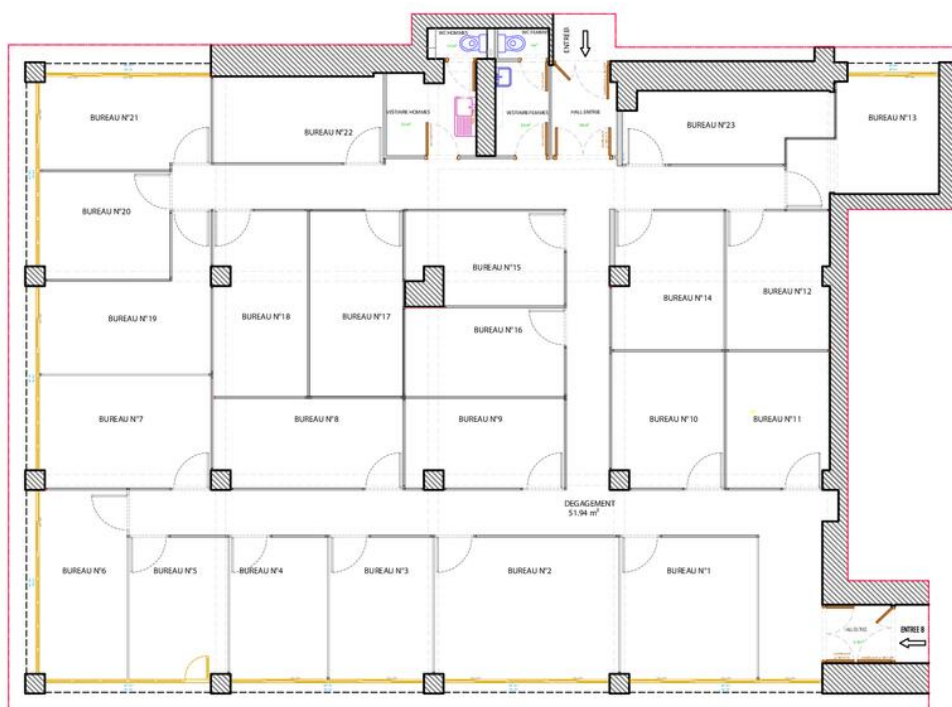 WC HOMMES
WC FEMMES
ENTREE
BUREAU N°21
BUREAU N°22
VESTIAIRE HOMMES
VESTIAIRE FEMMES
HALL ENTREE
BUREAU N°23
BUREAU N°13
BUREAU N°20
BUREAU N°15
BUREAU N°14
BUREAU N°12
BUREAU N°19
BUREAU N°18
BUREAU N°17
BUREAU N°16
BUREAU N°7
BUREAU N°8
BUREAU N°9
BUREAU N°10
BUREAU N°11
DEGAGEMENT
51.94 m²
BUREAU N°6
BUREAU N°5
BUREAU N°4
BUREAU N°3
BUREAU N°2
BUREAU N°1
ENTREE B